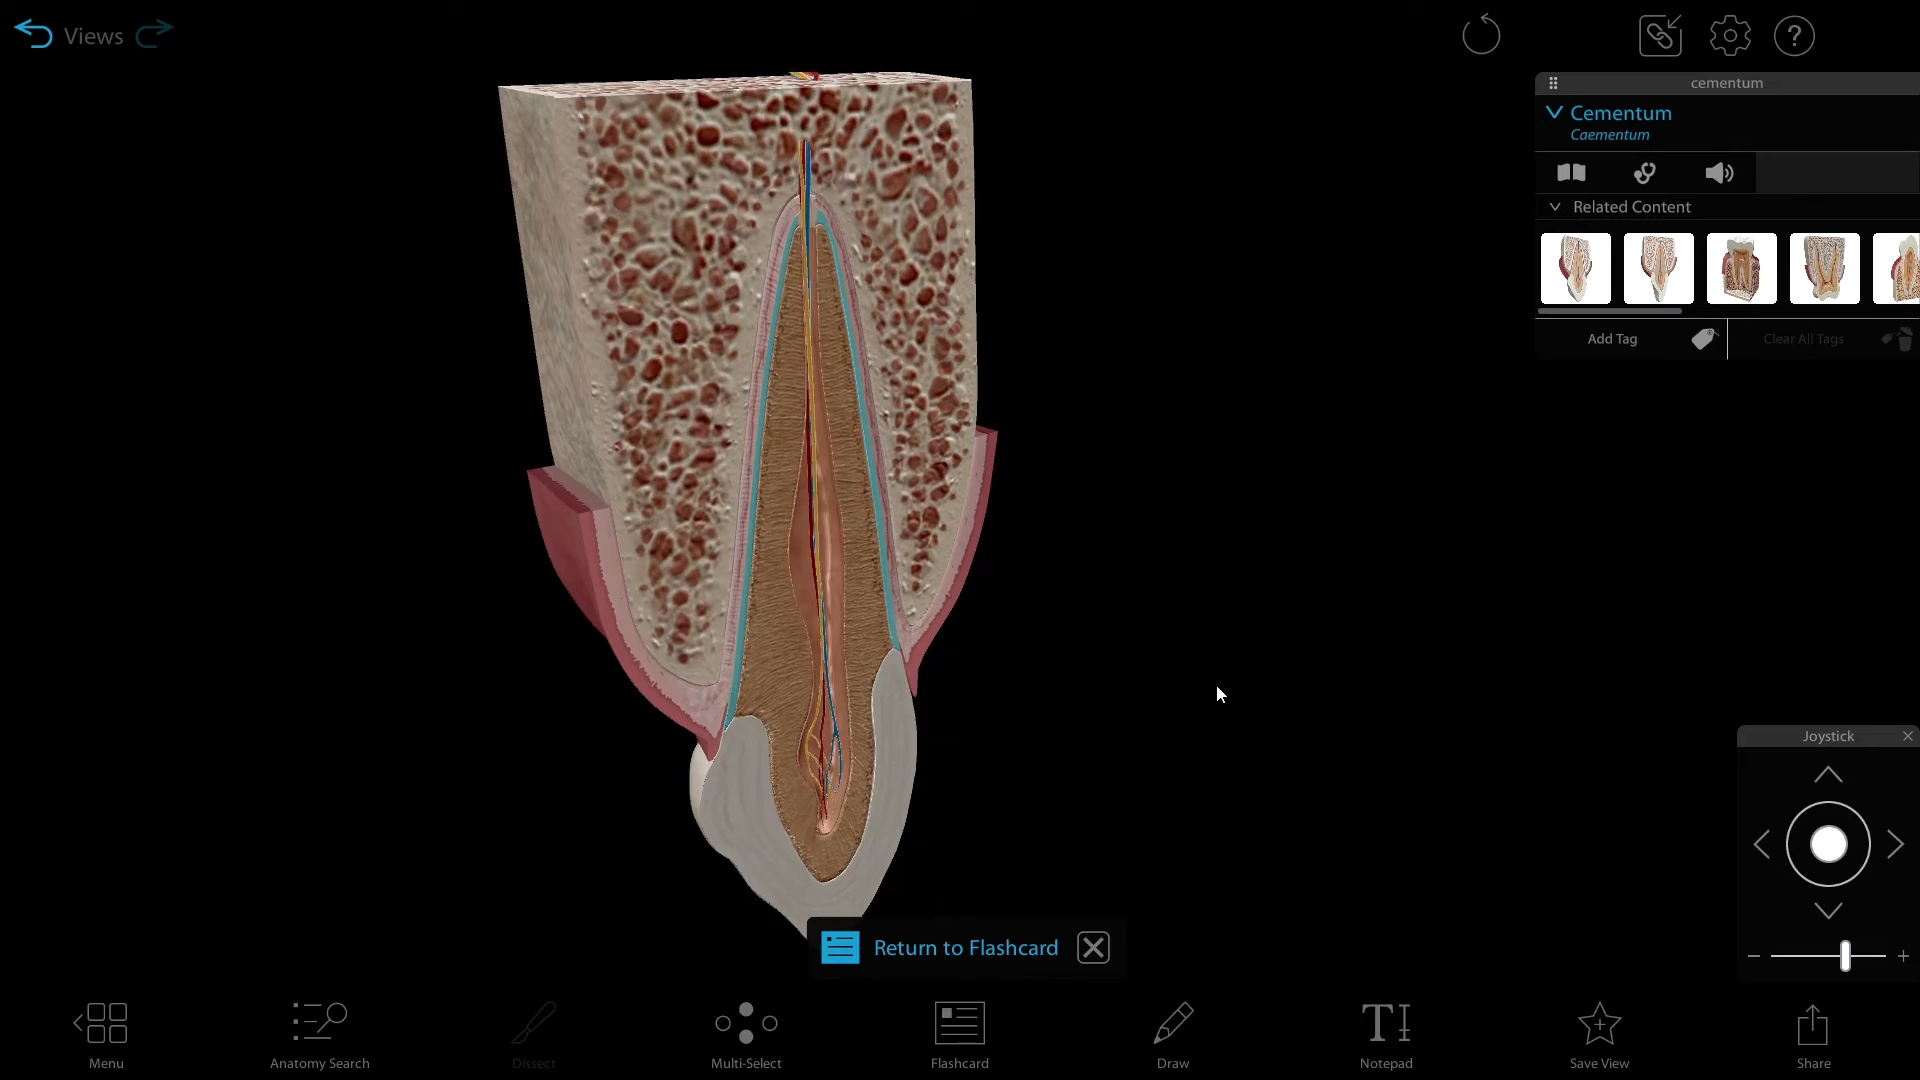 Views
cementum
Cementum
Caementum
Related Content
Add Tag
Clear All Tags
Joystick
Return to Flashcard
Menu
Anatomy Search
Dissect
Multi-Select
Flashcard
Draw
Notepad
Save View
Share